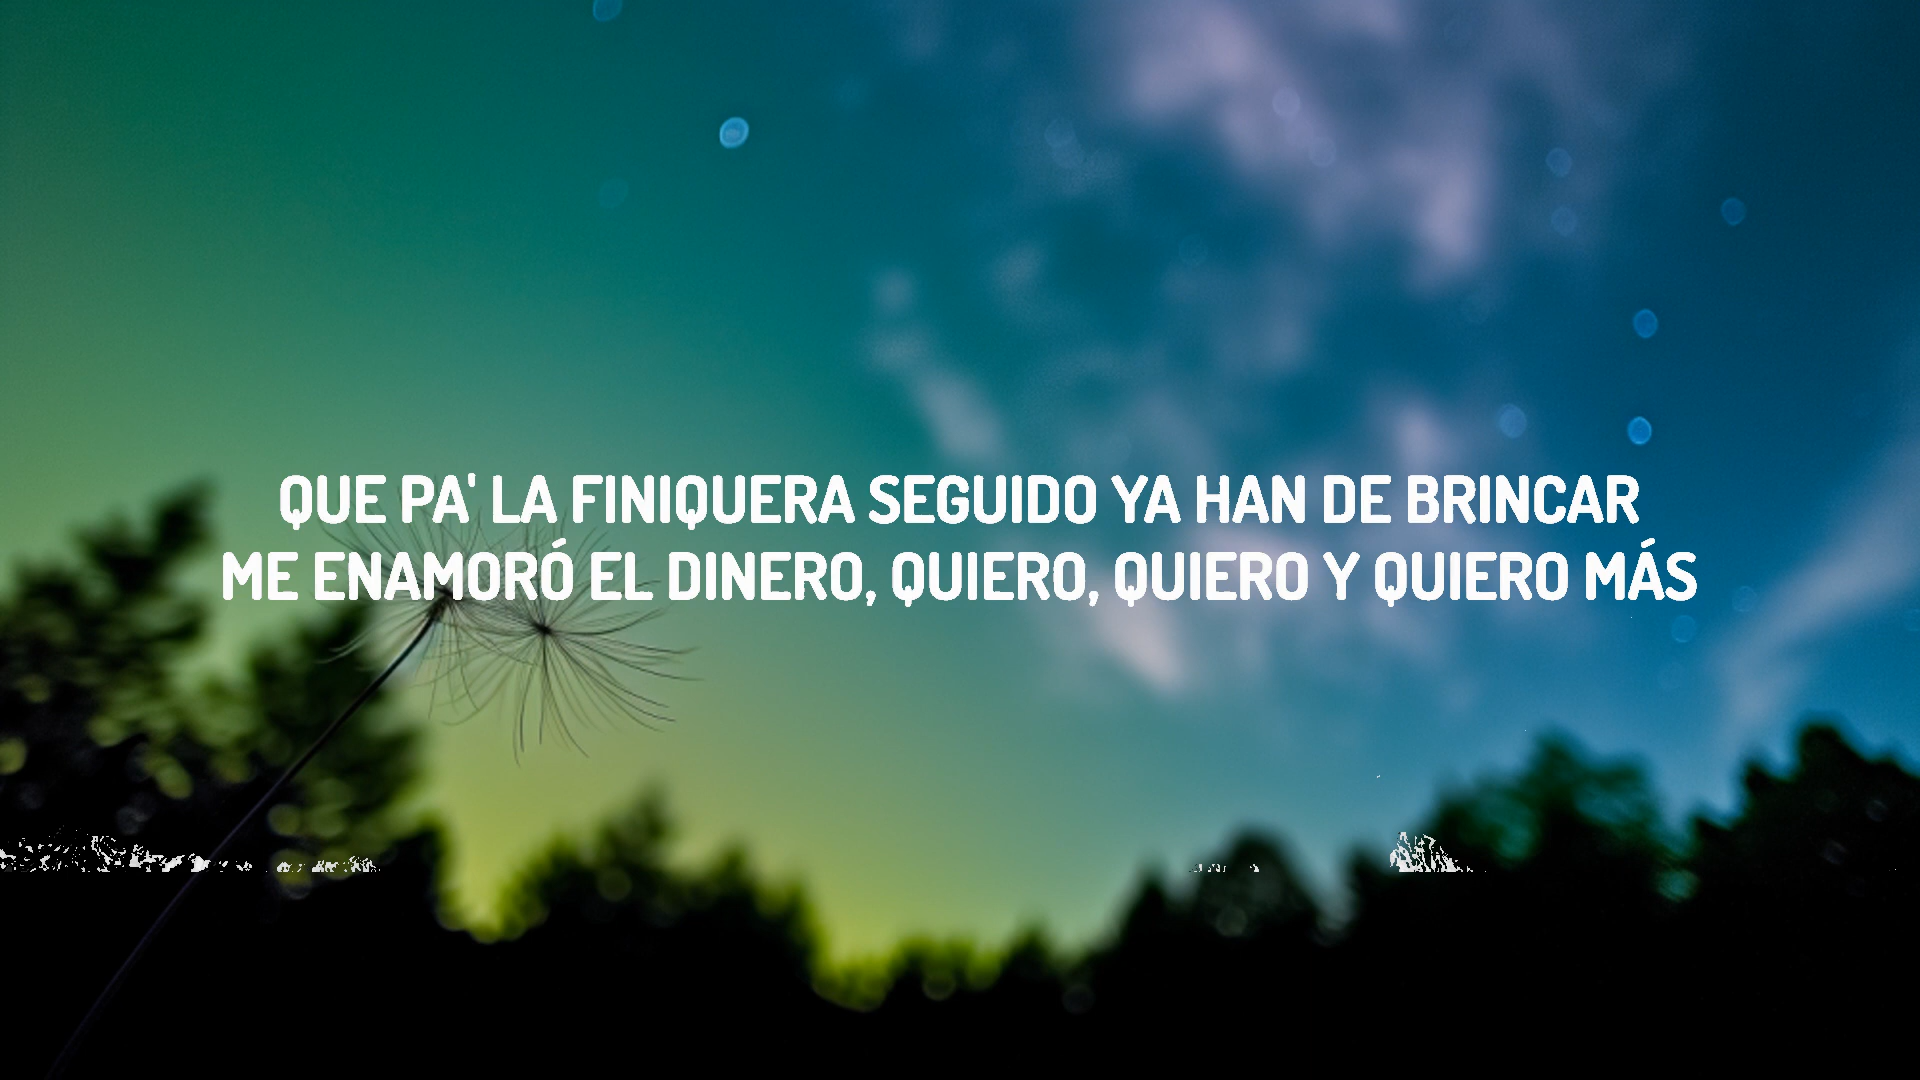 QUE PA' LA FINIQUERA SEGUIDO YA HAN DE BRINCAR
ME ENAMORÓ EL DINERO, QUIERO, QUIERO Y QUIERO MÁS